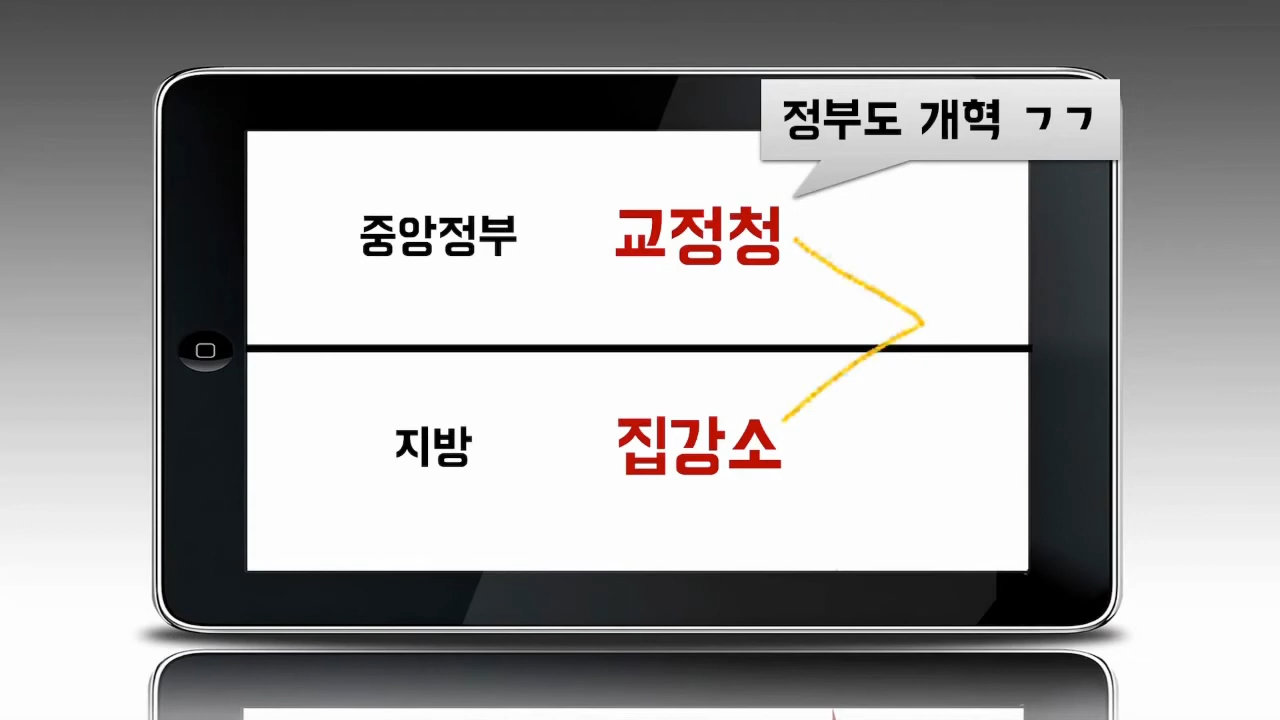 정부도 개혁 ㄱㄱ
중앙정부 교정청
지방 집강소